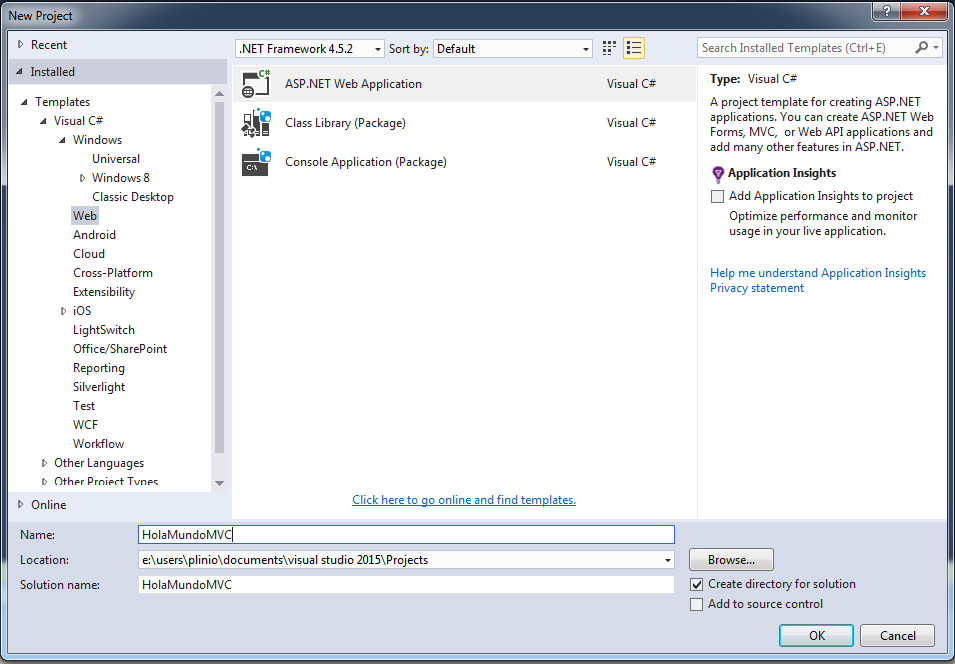 New Project
?
Recent
.NET Framework 4.5.2
Sort by:
Default
Search Installed Templates (Ctrl+E)
Installed
Templates
Visual C#
Windows
Universal
Windows 8
Classic Desktop
Web
Android
Cloud
Cross-Platform
Extensibility
iOS
LightSwitch
Office/SharePoint
Reporting
Silverlight
Test
WCF
Workflow
Other Languages
Other Project Types
Online
C#
ASP.NET Web Application
Visual C#
Class Library (Package)
Visual C#
C:\
Console Application (Package)
Visual C#
Click here to go online and find templates.
Type: Visual C#
A project template for creating ASP.NET
applications. You can create ASP.NET Web
Forms, MVC, or Web API applications and
add many other features in ASP.NET.
Application Insights
Add Application Insights to project
Optimize performance and monitor
usage in your live application.
Help me understand Application Insights
Privacy statement
Name:
HolaMundoMVC
Location:
e:\users\plinio\documents\visual studio 2015\Projects
Browse...
Solution name:
HolaMundoMVC
Create directory for solution
Add to source control
OK
Cancel